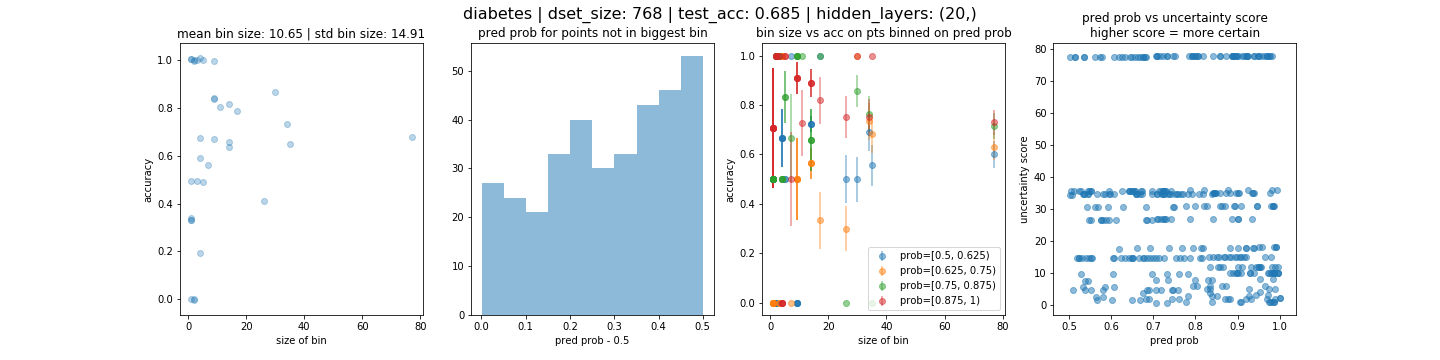 diabetes | dset_size: 768 | test_acc: 0.685 | hidden_layers: (20,)
mean bin size: 10.65 | std bin size: 14.91
accuracy
1.0
0.8
0.6
0.4
0.2
0.0
0
20
40
60
80
size of bin
pred prob for points not in biggest bin
50
40
30
20
10
0
0.0
0.1
0.2
0.3
0.4
0.5
pred prob - 0.5
bin size vs acc on pts binned on pred prob
accuracy
1.0
0.8
0.6
0.4
0.2
0.0
prob=[0.5, 0.625)
prob=[0.625, 0.75)
prob=[0.75, 0.875)
prob=[0.875, 1)
0
20
40
60
80
size of bin
pred prob vs uncertainty score
higher score = more certain
uncertainty score
80
70
60
50
40
30
20
10
0
0.5
0.6
0.7
0.8
0.9
1.0
pred prob